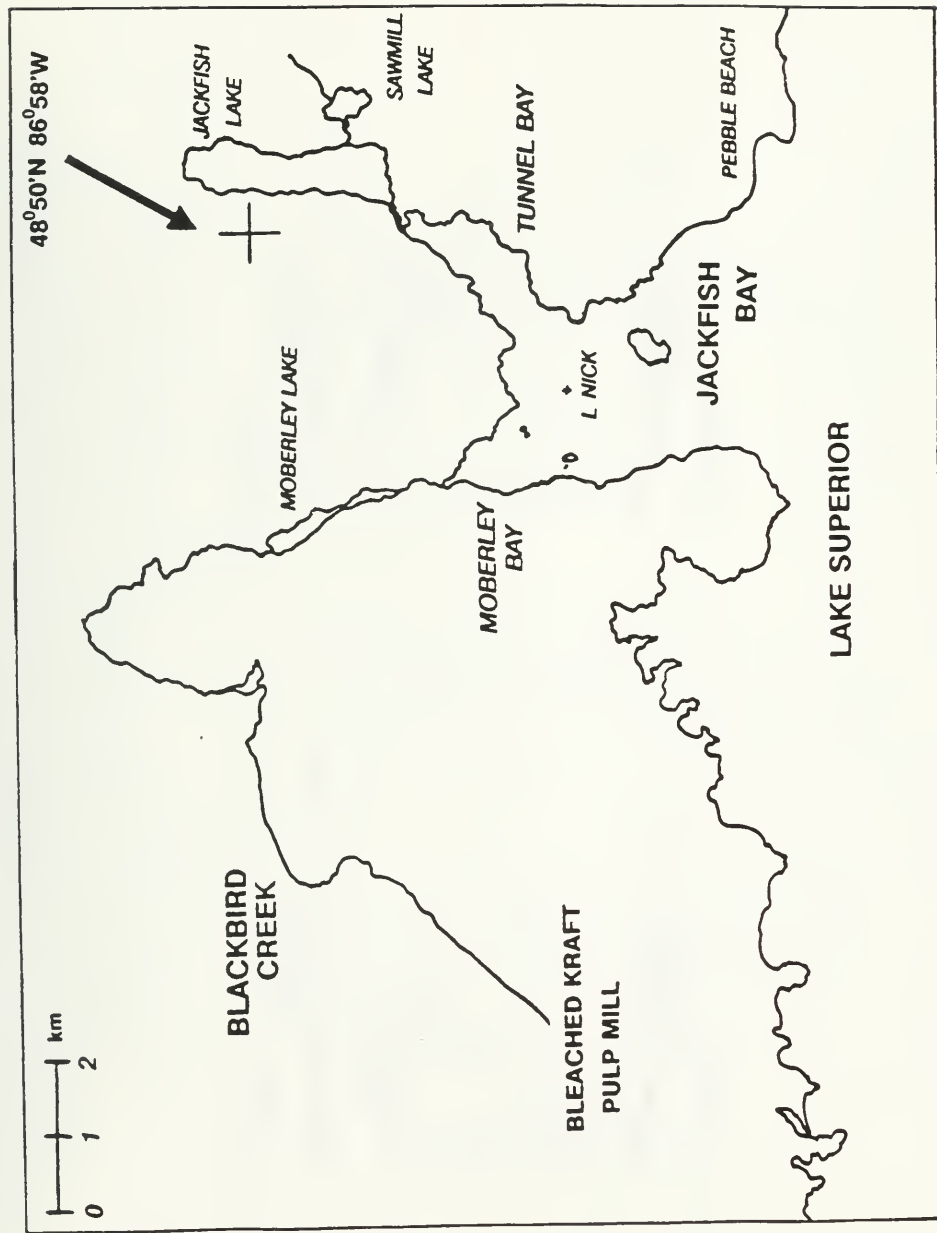 48°50'N 86°58'W
JACKFISH
LAKE
SAWMILL
LAKE
MOBERLEY LAKE
TUNNEL BAY
PEBBLE BEACH
L NICK
JACKFISH
BAY
MOBERLEY
BAY
LAKE SUPERIOR
BLACKBIRD
CREEK
BLEACHED KRAFT
PULP MILL
km
0 1 2